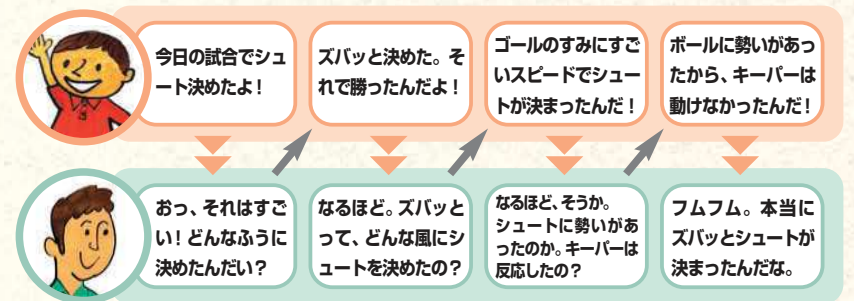 今日の試合でシュ
ート決めたよ！
おっ、それはすご
い！どんなふうに
決めたんだい？
ズバッと決めた。そ
れで勝ったんだよ！
なるほど。ズバッと
って、どんな風にシ
ュートを決めたの？
ゴールのすみにすご
いスピードでシュー
トが決まったんだ！
なるほど、そうか。
シュートに勢いがあ
ったのか。キーパーは
反応したの？
ボールに勢いがあっ
たから、キーパーは
動けなかったんだ！
フムフム。本当に
ズバッとシュートが
決まったんだな。